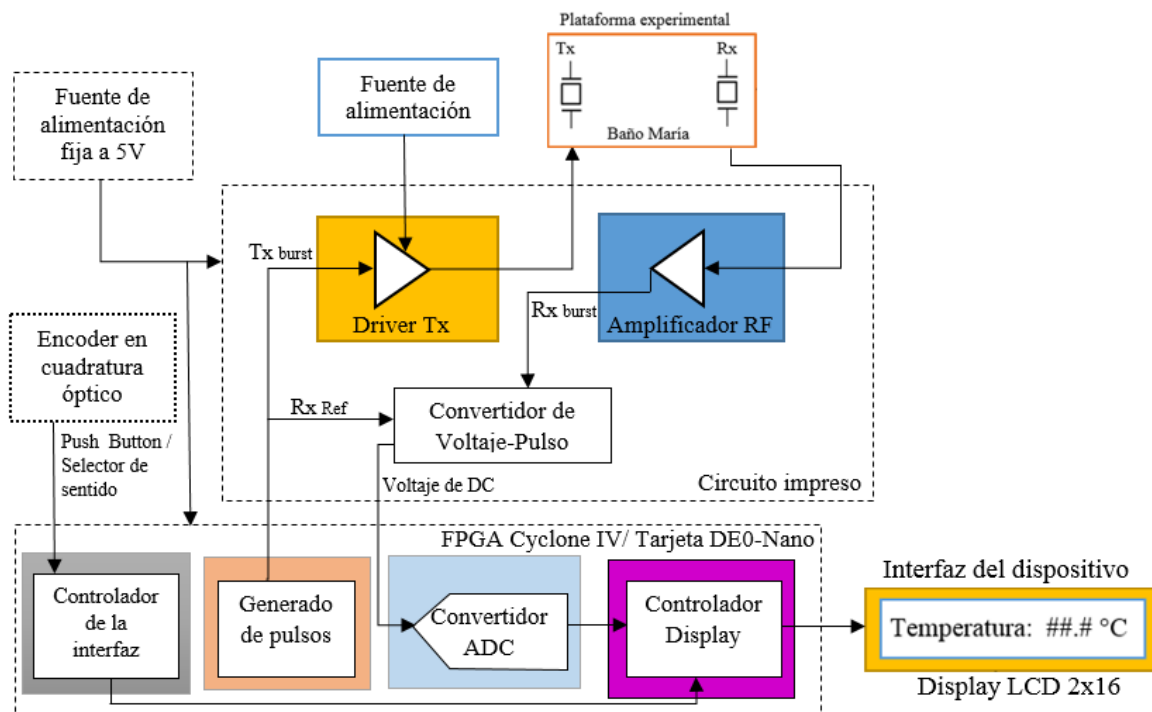 Plataforma experimental
Tx
Rx
Baño María
Fuente de
alimentación
fija a 5V
Fuente de
alimentación
Tx burst
Driver Tx
Rx burst
Amplificador RF
Encoder en
cuadratura
óptico
Rx Ref
Convertidor de
Voltaje-Pulso
Push Button /
Selector de
sentido
Voltaje de DC
Circuito impreso
FPGA Cyclone IV/ Tarjeta DE0-Nano
Controlador
de la
interfaz
Generado
de pulsos
Convertidor
ADC
Controlador
Display
Interfaz del dispositivo
Temperatura: ##.# °C
Display LCD 2x16